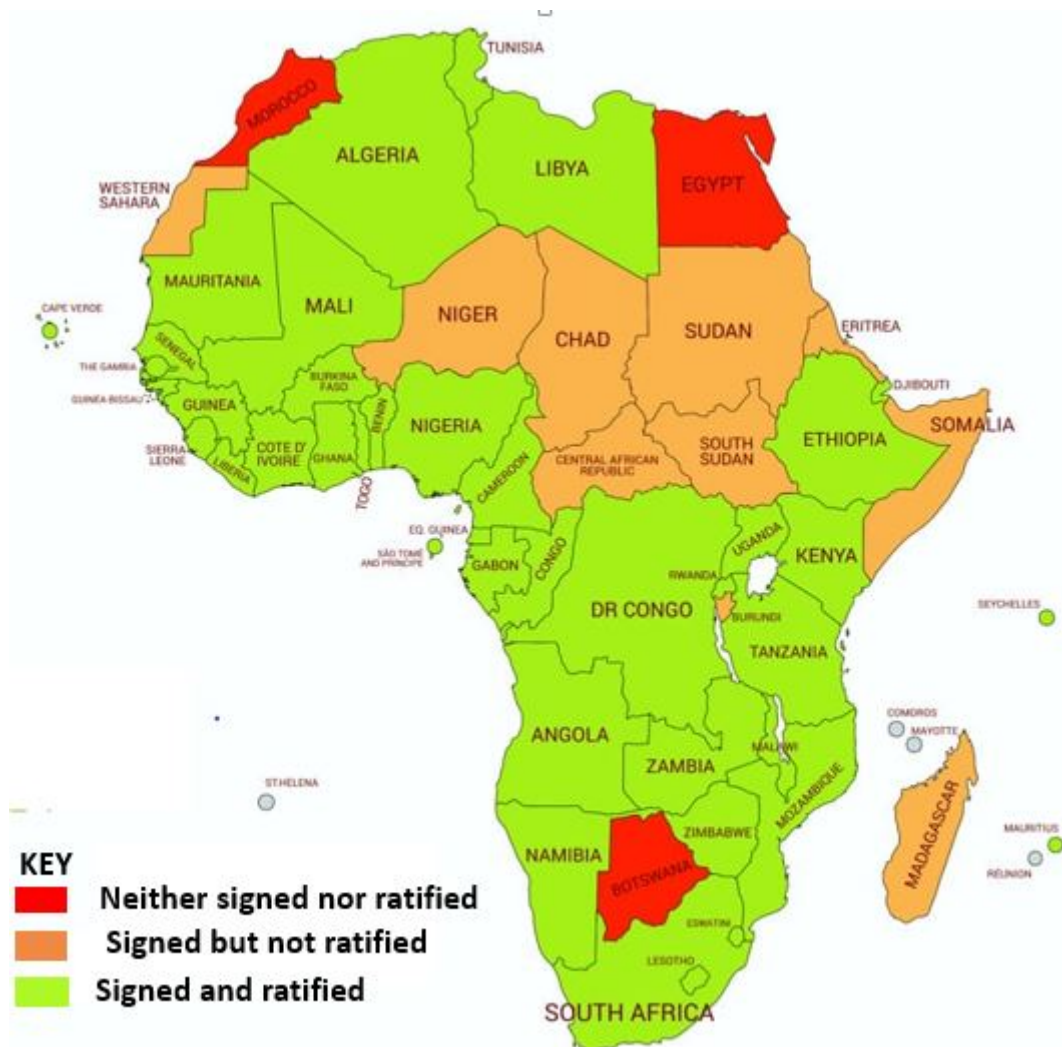 TUNISIA
MOROCCO
ALGERIA
LIBYA
EGYPT
WESTERN
SAHARA
MAURITANIA
MALI
NIGER
CHAD
SUDAN
ERITREA
CAPE VERDE
SENEGAL
THE GAMBIA
GUINEA-BISSAU
GUINEA
BURKINA
FASO
BENIN
NIGERIA
DJIBOUTI
SOMALIA
ETHIOPIA
SOUTH
SUDAN
CENTRAL AFRICAN
REPUBLIC
SIERRA
LEONE
LIBERIA
COTE D'
IVOIRE
GHANA
TOGO
CAMEROON
EQ. GUINEA
SÃO TOMÉ
AND PRINCIPE
GABON
CONGO
UGANDA
KENYA
RWANDA
DR CONGO
BURUNDI
TANZANIA
SEYCHELLES
COMOROS
MAYOTTE
ANGOLA
MALAWI
ZAMBIA
MOZAMBIQUE
ST.HELENA
MADAGASCAR
MAURITIUS
RÉUNION
ZIMBABWE
NAMIBIA
BOTSWANA
ESWATINI
LESOTHO
SOUTH AFRICA
KEY
Neither signed nor ratified
Signed but not ratified
Signed and ratified